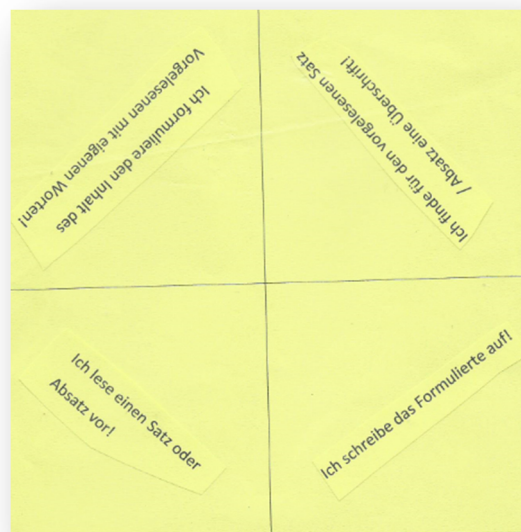 Ich formuliere den Inhalt des
Vorgelesenen mit eigenen Worten!
Ich finde für den vorgelesenen Satz
/ Absatz eine Überschrift!
Ich lese einen Satz oder
Absatz vor!
Ich schreibe das Formulierte auf!